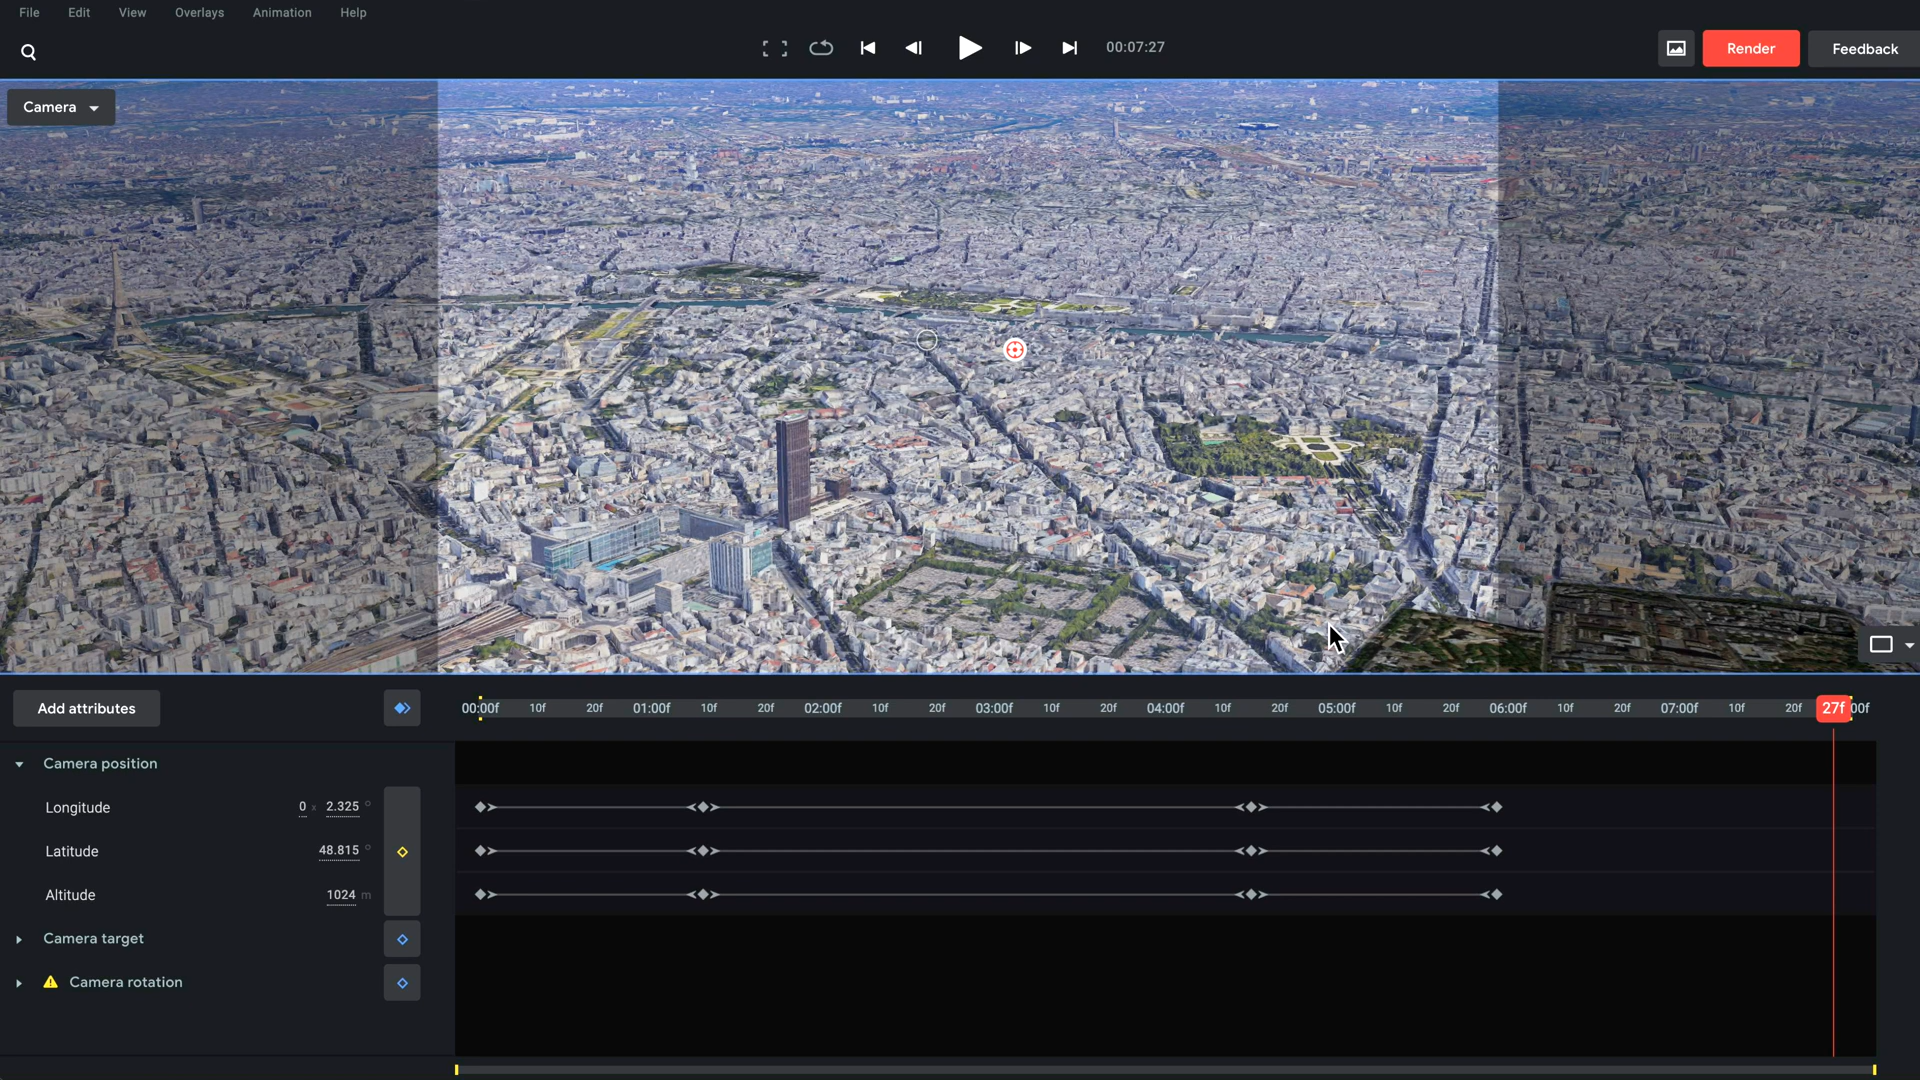 File Edit View Overlays Animation Help
00:07:27
Render
Feedback
Camera
Add attributes
00:00f 10f 20f 01:00f 10f 20f 02:00f 10f 20f 03:00f 10f 20f 04:00f 10f 20f 05:00f 10f 20f 06:00f 10f 20f 07:00f 10f 20f 27f 00f
Camera position
Longitude 0 x 2.325 °
Latitude 48.815 °
Altitude 1024 m
Camera target
Camera rotation